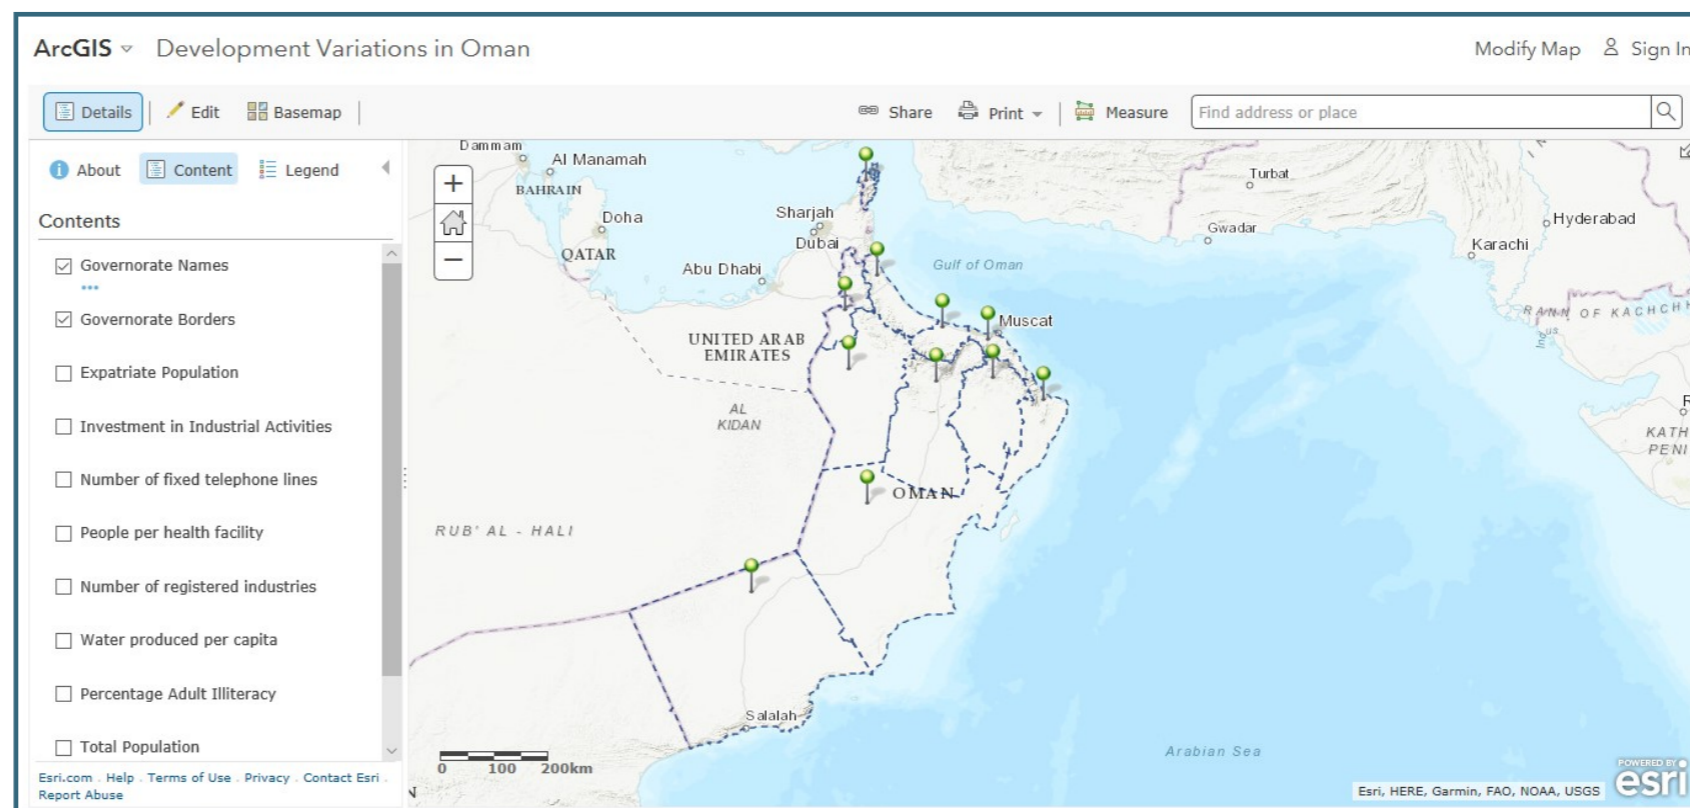 ArcGIS Development Variations in Oman
Modify Map Sign In
Details Edit Basemap
Share Print Measure Find address or place
About Content Legend
Contents
Governorate Names
•••
Governorate Borders
Expatriate Population
Investment in Industrial Activities
Number of fixed telephone lines
People per health facility
Number of registered industries
Water produced per capita
Percentage Adult Illiteracy
Total Population
Esri.com . Help . Terms of Use . Privacy . Contact Esri .
Report Abuse
+
−
Dammam
Al Manamah
BAHRAIN
Doha
QATAR
Sharjah
Dubai
Abu Dhabi
Gulf of Oman
Turbat
Gwadar
Hyderabad
Karachi
RANN OF KACHCHH
Indus
KATH
PENI
UNITED ARAB
EMIRATES
Muscat
AL
KIDAN
OMAN
RUB' AL - HALI
Salalah
Arabian Sea
0 100 200km
N
Esri, HERE, Garmin, FAO, NOAA, USGS
POWERED BY
esri